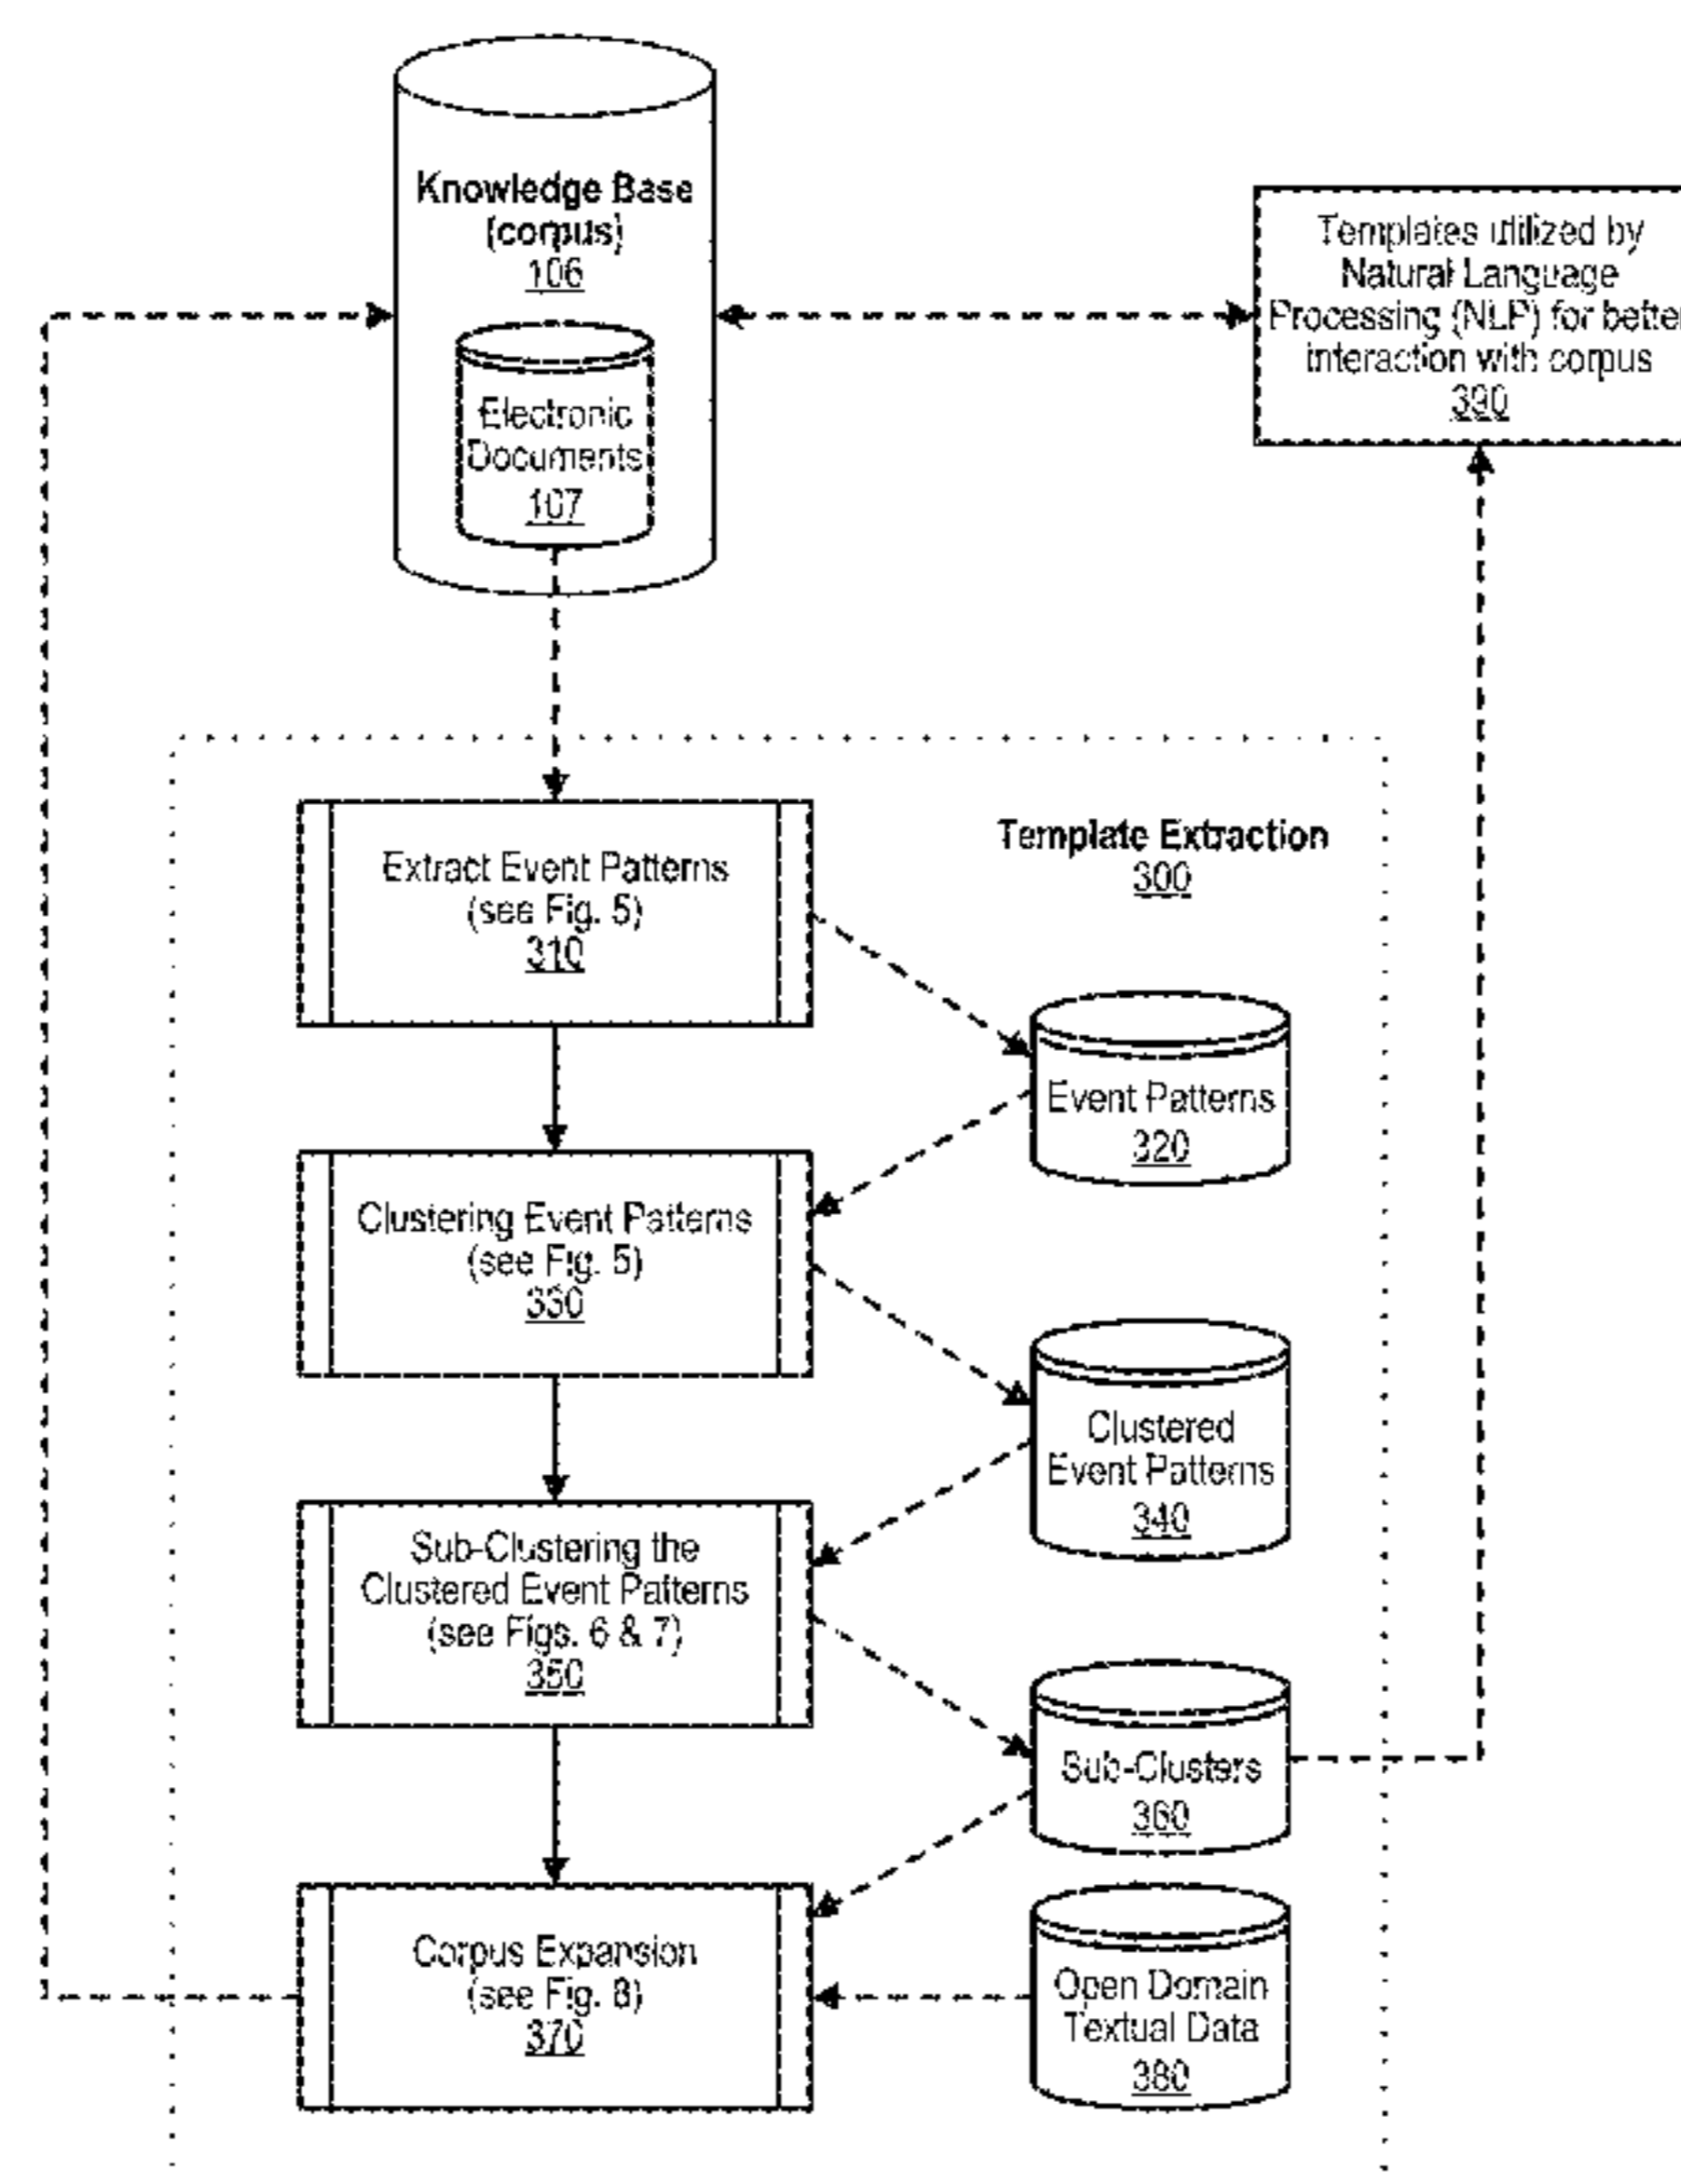 Knowledge Base
(corpus)
106
Electronic
Documents
107
Templates utilized by
Natural Language
Processing (NLP) for better
interaction with corpus
390
Template Extraction
300
Extract Event Patterns
(see Fig. 5)
310
Event Patterns
320
Clustering Event Patterns
(see Fig. 5)
330
Clustered
Event Patterns
340
Sub-Clustering the
Clustered Event Patterns
(see Figs. 6 & 7)
350
Sub-Clusters
360
Corpus Expansion
(see Fig. 8)
370
Open Domain
Textual Data
380